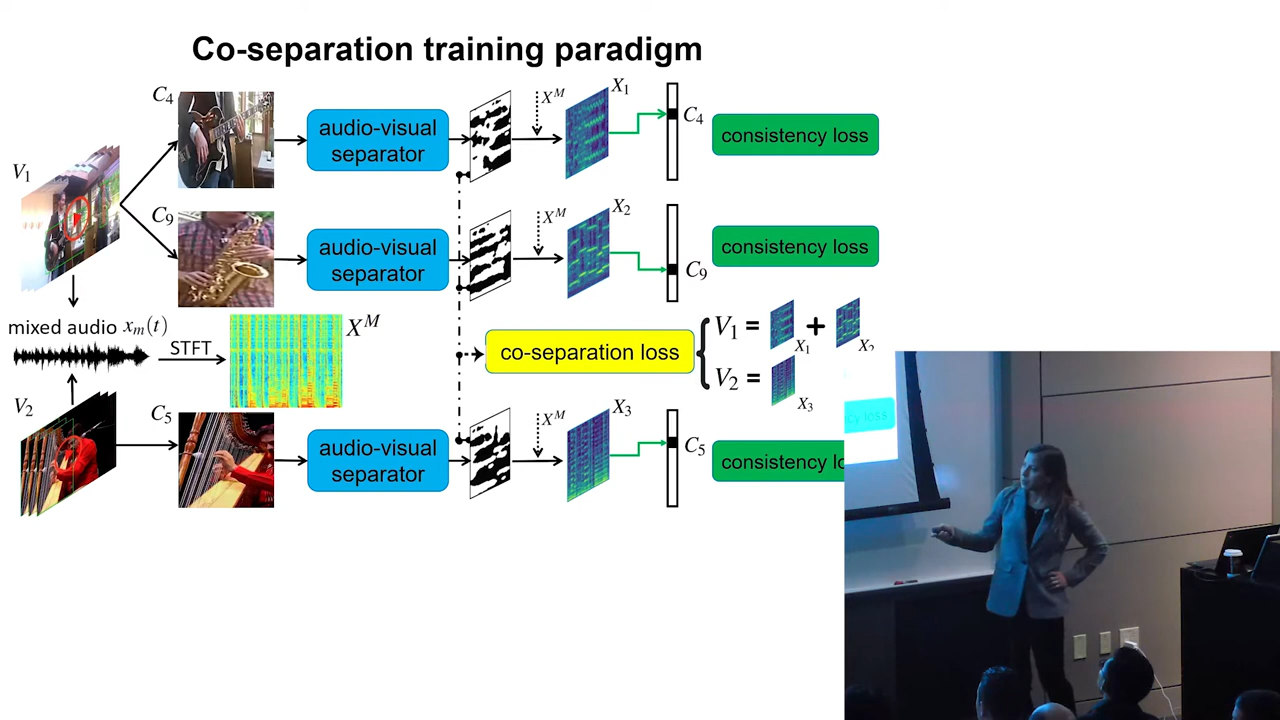 Co-separation training paradigm
C4
audio-visual
separator
X^M
X1
C4
consistency loss
V1
C9
audio-visual
separator
X^M
X2
C9
consistency loss
mixed audio x_m(t)
STFT
X^M
co-separation loss
V1 = X1 + X2
V2 = X3
V2
C5
audio-visual
separator
X^M
X3
C5
consistency lo
ncy loss